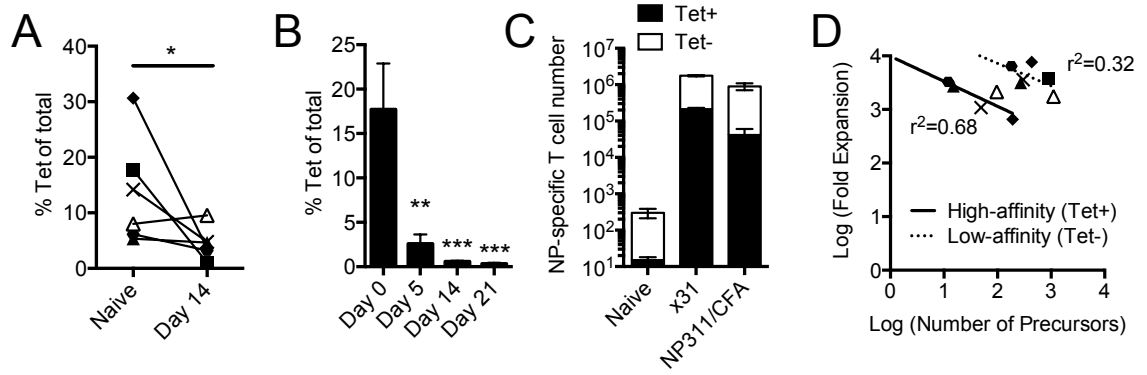 A
% Tet of total
40
30
20
10
0
*
Naive
Day 14
B
% Tet of total
25
20
15
10
5
0
**
***
***
Day 0
Day 5
Day 14
Day 21
C
Tet+
Tet-
NP-specific T cell number
10^7
10^6
10^5
10^4
10^3
10^2
10^1
Naive
x31
NP311/CFA
D
Log (Fold Expansion)
4
3
2
1
0
r²=0.32
r²=0.68
High-affinity (Tet+)
Low-affinity (Tet-)
0 1 2 3 4
Log (Number of Precursors)